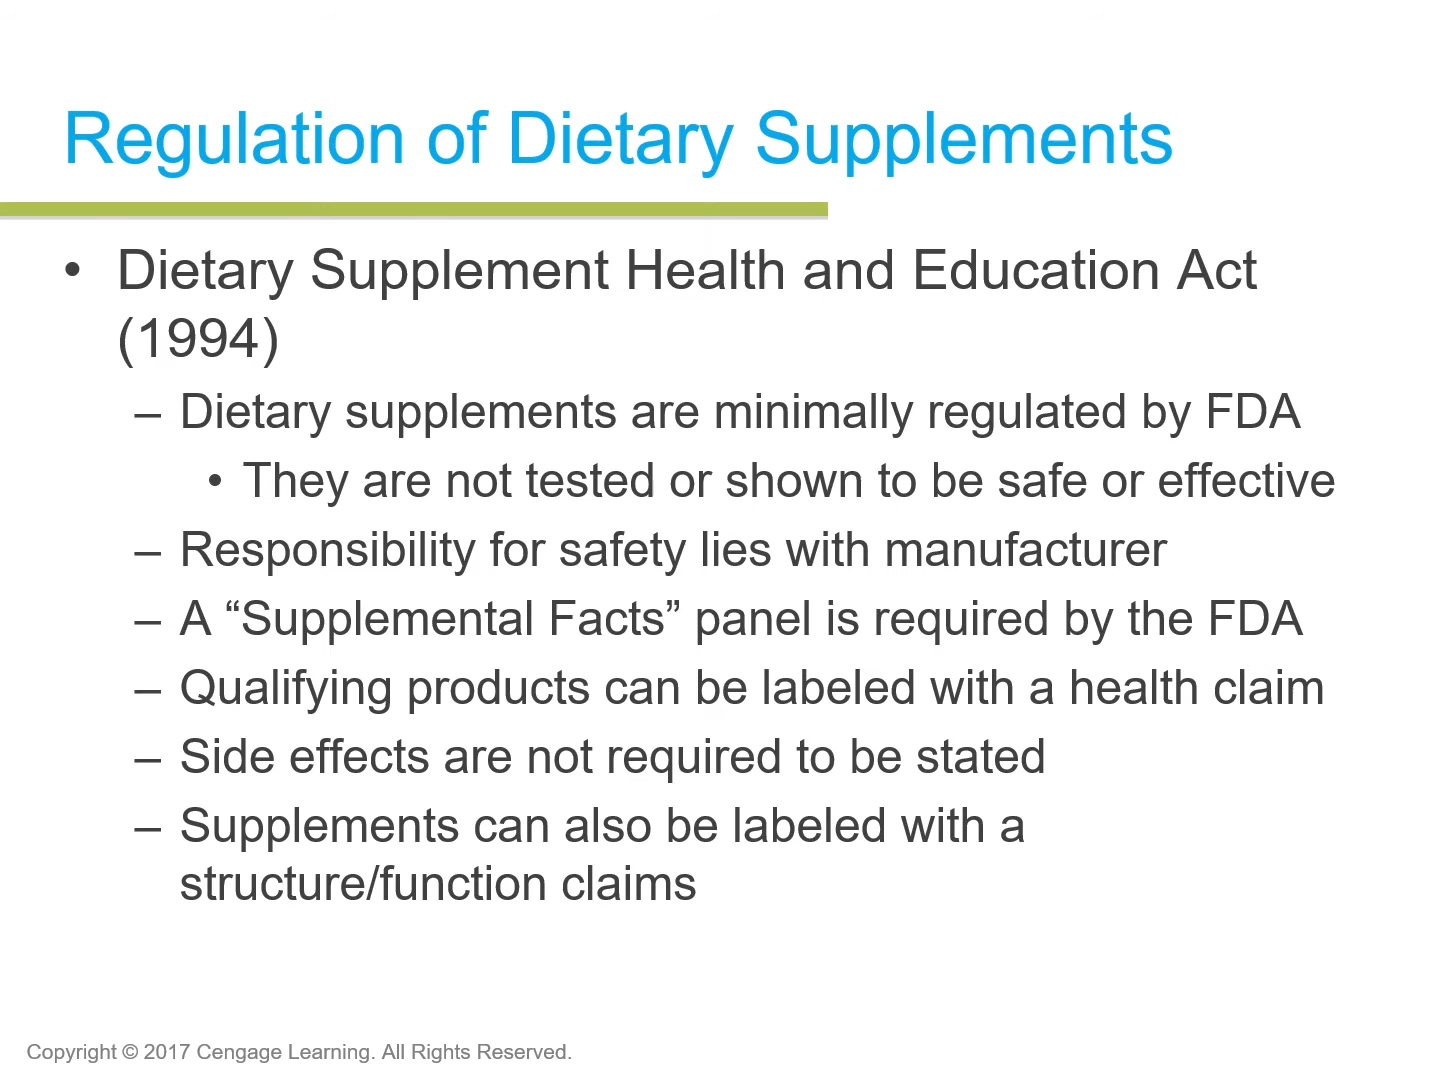 Regulation of Dietary Supplements
• Dietary Supplement Health and Education Act
(1994)
– Dietary supplements are minimally regulated by FDA
• They are not tested or shown to be safe or effective
– Responsibility for safety lies with manufacturer
– A “Supplemental Facts” panel is required by the FDA
– Qualifying products can be labeled with a health claim
– Side effects are not required to be stated
– Supplements can also be labeled with a
structure/function claims
Copyright © 2017 Cengage Learning. All Rights Reserved.